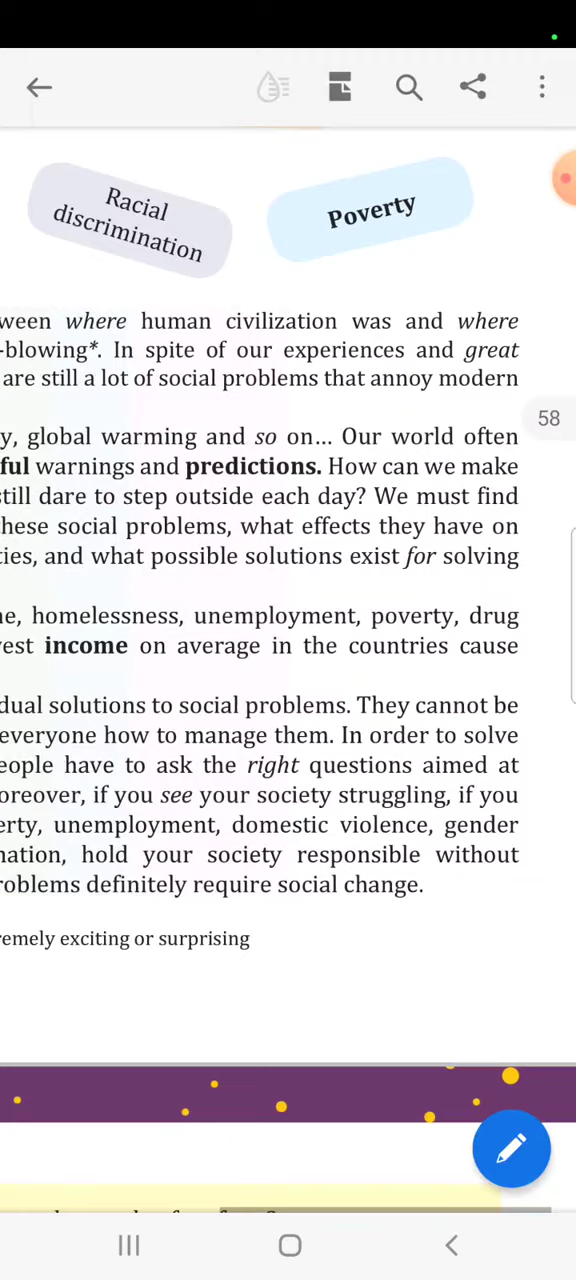 Racial
discrimination
Poverty
ween where human civilization was and where
-blowing*. In spite of our experiences and great
are still a lot of social problems that annoy modern
58
y, global warming and so on... Our world often
ful warnings and predictions. How can we make
still dare to step outside each day? We must find
hese social problems, what effects they have on
ties, and what possible solutions exist for solving
ne, homelessness, unemployment, poverty, drug
vest income on average in the countries cause
dual solutions to social problems. They cannot be
everyone how to manage them. In order to solve
eople have to ask the right questions aimed at
oreover, if you see your society struggling, if you
erty, unemployment, domestic violence, gender
nation, hold your society responsible without
roblems definitely require social change.
remely exciting or surprising